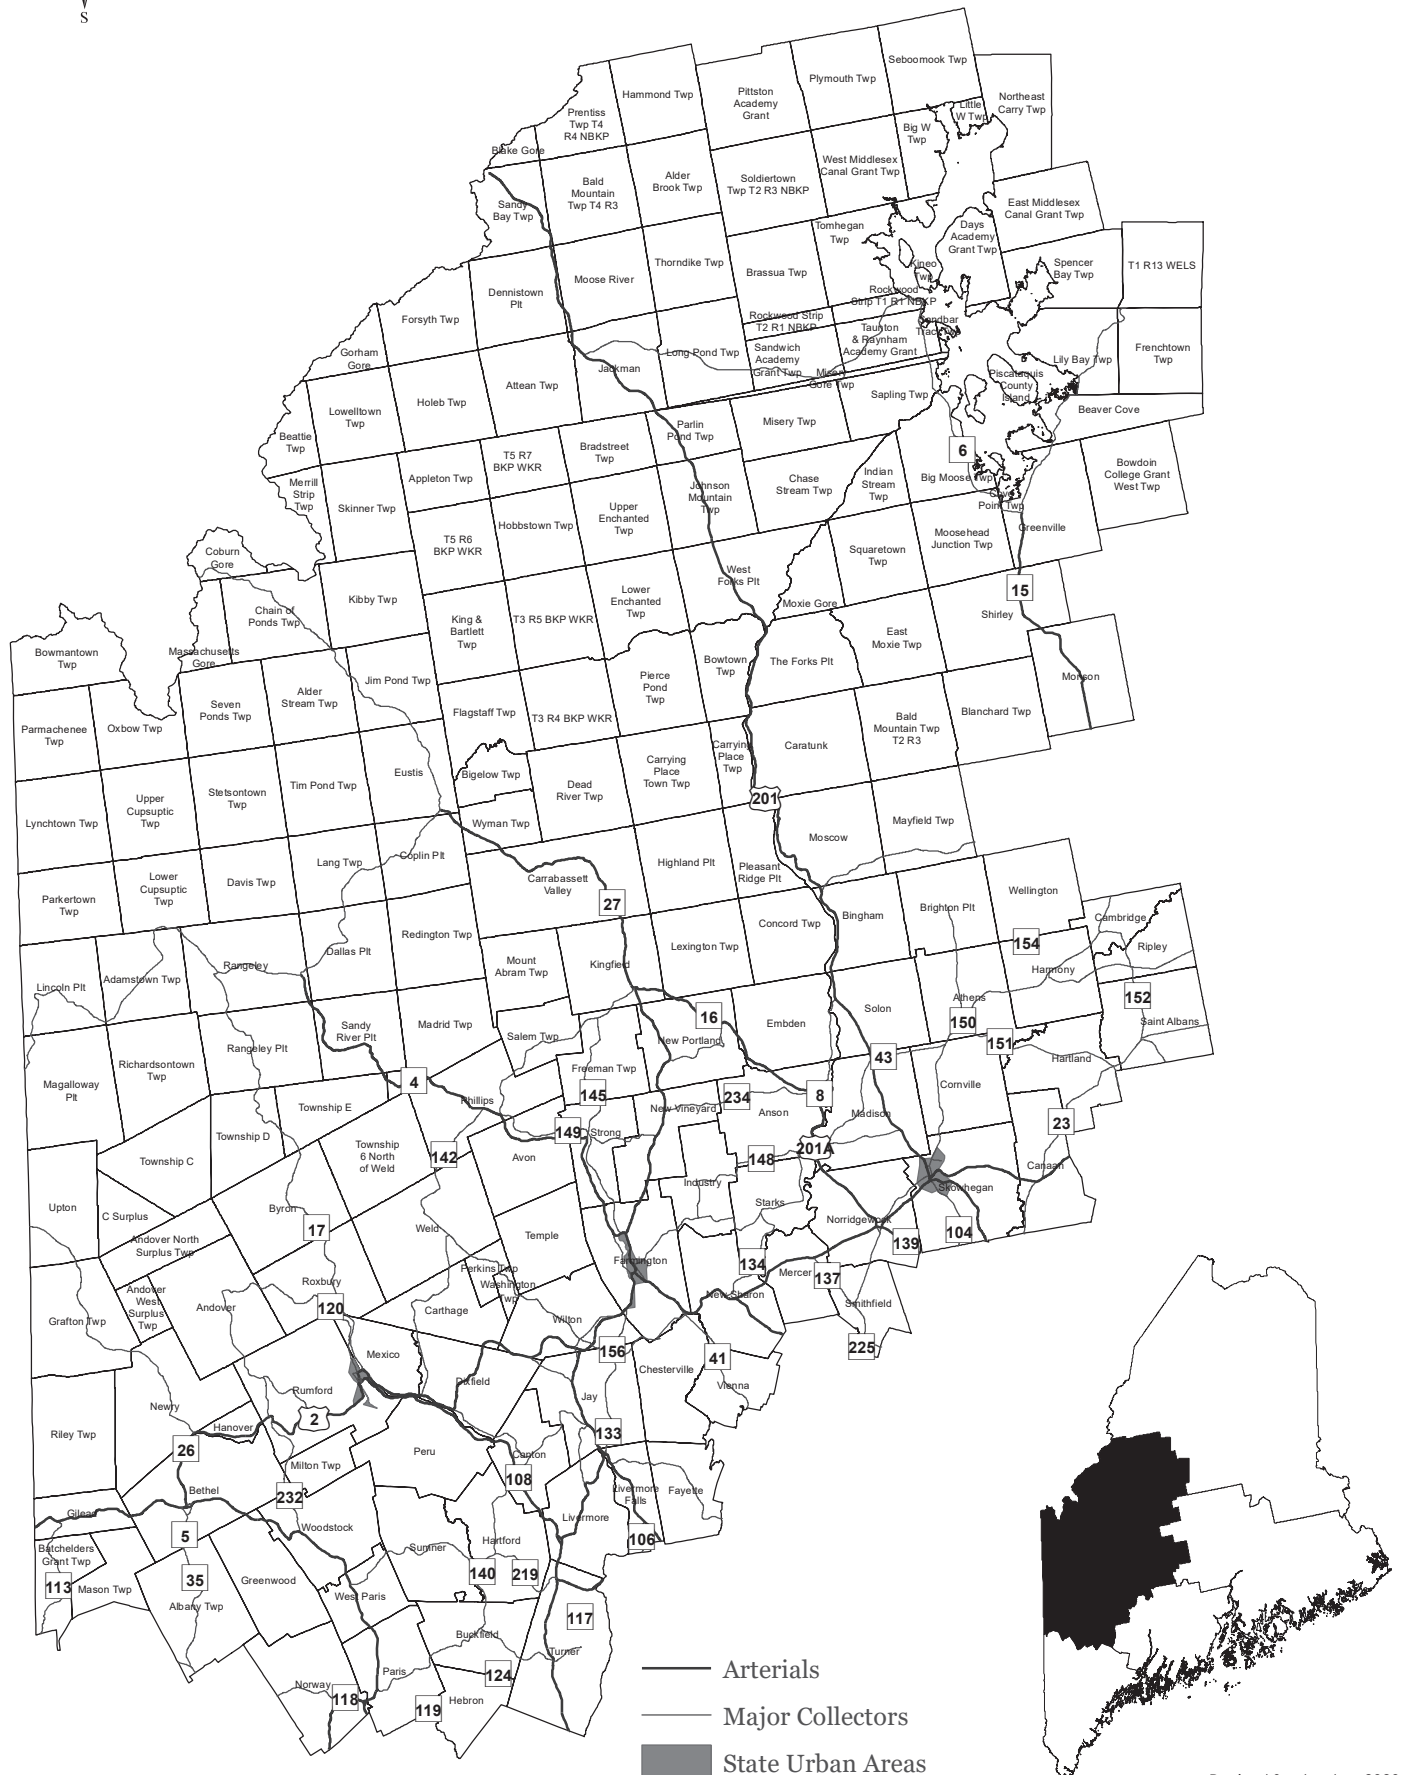 S
Seboomook Twp
Plymouth Twp
Hammond Twp
Pittston
Academy
Grant
Northeast
Carry Twp
Little
W Twp
Prentiss
Twp T4
R4 NBKP
Big W
Twp
Blake Gore
West Middlesex
Canal Grant Twp
Alder
Brook Twp
Soldiertown
Twp T2 R3 NBKP
Bald
Mountain
Twp T4 R3
Sandy
Bay Twp
East Middlesex
Canal Grant Twp
Tomhegan
Twp
Days
Academy
Grant Twp
Thorndike Twp
Brassua Twp
Moose River
Kineo
Twp
Spencer
Bay Twp
T1 R13 WELS
Dennistown
Plt
Rockwood
Strip T1 R1 NBKP
Forsyth Twp
Rockwood Strip
T2 R1 NBKP
Taunton
& Raynham
Academy Grant
Sandbar
Tract Twp
Gorham
Gore
Long Pond Twp
Sandwich
Academy
Grant Twp
Lily Bay Twp
Frenchtown
Twp
Jackman
Misery
Gore Twp
Piscataquis
County
Island
Attean Twp
Holeb Twp
Sapling Twp
Beaver Cove
Lowelltown
Twp
Parlin
Pond Twp
Misery Twp
Beattie
Twp
Bradstreet
Twp
T5 R7
BKP WKR
6
Appleton Twp
Merrill
Strip
Twp
Skinner Twp
Johnson
Mountain
Twp
Chase
Stream Twp
Indian
Stream
Twp
Big Moose Twp
Bowdoin
College Grant
West Twp
Cove
Point Twp
Hobbstown Twp
Upper
Enchanted
Twp
Greenville
Moosehead
Junction Twp
T5 R6
BKP WKR
Squaretown
Twp
Coburn
Gore
West
Forks Plt
15
Kibby Twp
Lower
Enchanted
Twp
Moxie Gore
Shirley
Chain of
Ponds Twp
King &
Bartlett
Twp
T3 R5 BKP WKR
East
Moxie Twp
Bowmantown
Twp
Massachusetts
Gore
Bowtown
Twp
The Forks Plt
Monson
Jim Pond Twp
Pierce
Pond
Twp
Alder
Stream Twp
Seven
Ponds Twp
Flagstaff Twp
T3 R4 BKP WKR
Blanchard Twp
Bald
Mountain Twp
T2 R3
Parmachenee
Twp
Oxbow Twp
Carrying
Place
Twp
Caratunk
Carrying
Place
Town Twp
Eustis
Bigelow Twp
Dead
River Twp
Tim Pond Twp
Stetsontown
Twp
201
Upper
Cupsuptic
Twp
Lynchtown Twp
Wyman Twp
Mayfield Twp
Moscow
Coplin Plt
Lang Twp
Highland Plt
Pleasant
Ridge Plt
Davis Twp
Lower
Cupsuptic
Twp
Parkertown
Twp
Carrabassett
Valley
27
Wellington
Brighton Plt
Bingham
Concord Twp
Cambridge
Redington Twp
Lexington Twp
154
Ripley
Dallas Plt
Rangeley
Mount
Abram Twp
Kingfield
Harmony
Adamstown Twp
Lincoln Plt
Athens
152
Solon
16
150
Embden
Saint Albans
Madrid Twp
Sandy
River Plt
Salem Twp
New Portland
151
43
Hartland
Rangeley Plt
Richardsontown
Twp
Freeman Twp
4
Magalloway
Plt
Cornville
145
234
8
Phillips
New Vineyard
Anson
Madison
Township E
23
149
Strong
Township D
Township
6 North
of Weld
142
Avon
148
201A
Township C
Canaan
Industry
Skowhegan
Upton
Starks
Byron
C Surplus
Norridgewock
17
Weld
Temple
139
104
Andover North
Surplus Twp
Farmington
134
Perkins Twp
Washington
Twp
Mercer
137
Roxbury
Andover
West
Surplus
Twp
New Sharon
Andover
120
Carthage
Smithfield
Grafton Twp
Wilton
225
156
Mexico
41
Chesterville
Dixfield
Vienna
Rumford
Jay
Newry
2
Hanover
133
Riley Twp
26
Peru
Canton
Milton Twp
108
Livermore
Falls
Fayette
Bethel
232
Gilead
Livermore
Woodstock
5
106
Hartford
Batchelders
Grant Twp
Sumner
140
219
35
Greenwood
113
Mason Twp
West Paris
Albany Twp
117
Buckfield
Turner
Paris
124
Norway
118
119
Hebron
Arterials
Major Collectors
State Urban Areas